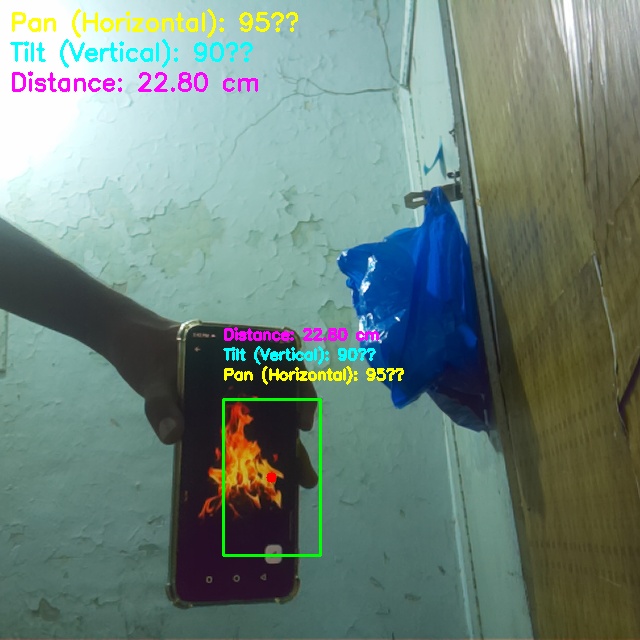 Pan (Horizontal): 95??
Tilt (Vertical): 90??
Distance: 22.80 cm
Distance: 22.80 cm
Tilt (Vertical): 90??
Pan (Horizontal): 95??